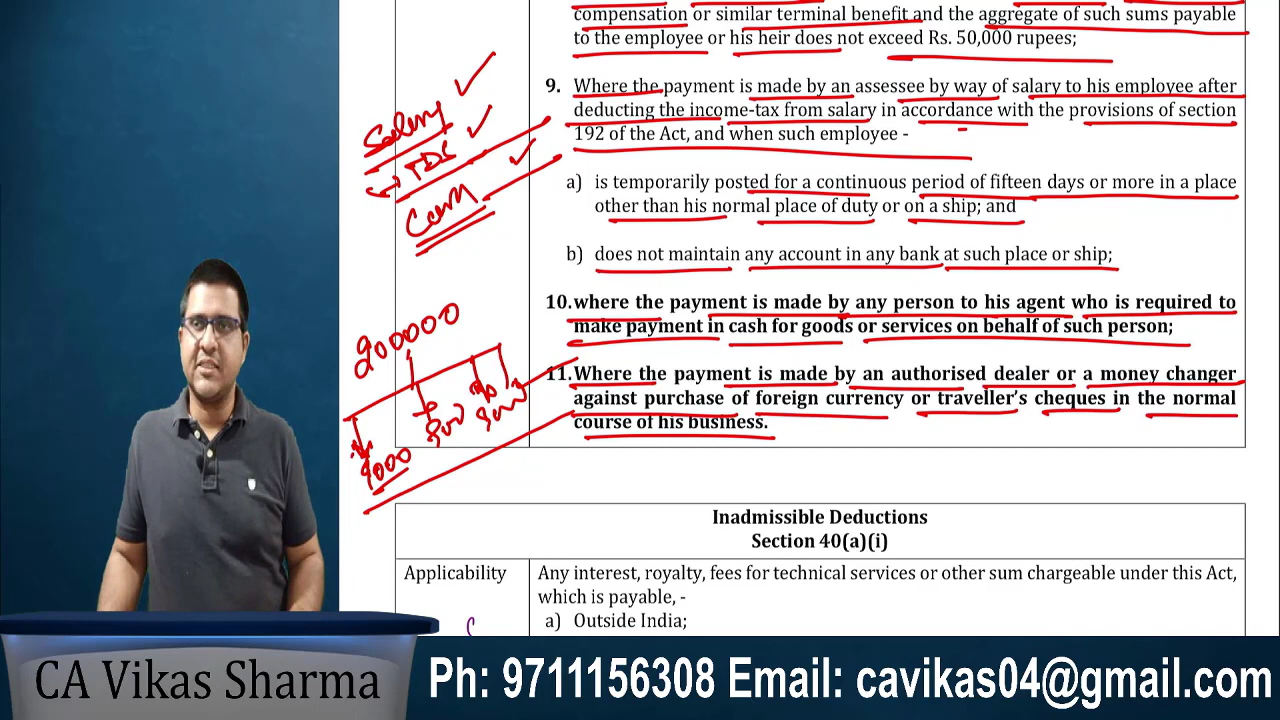 compensation or similar terminal benefit and the aggregate of such sums payable
to the employee or his heir does not exceed Rs. 50,000 rupees;
9. Where the payment is made by an assessee by way of salary to his employee after
deducting the income-tax from salary in accordance with the provisions of section
192 of the Act, and when such employee -
a) is temporarily posted for a continuous period of fifteen days or more in a place
other than his normal place of duty or on a ship; and
b) does not maintain any account in any bank at such place or ship;
10. where the payment is made by any person to his agent who is required to
make payment in cash for goods or services on behalf of such person;
11. Where the payment is made by an authorised dealer or a money changer
against purchase of foreign currency or traveller's cheques in the normal
course of his business.
Salary
TDS
Cash
200000
9000
Inadmissible Deductions
Section 40(a)(i)
Applicability
Any interest, royalty, fees for technical services or other sum chargeable under this Act,
which is payable, -
a) Outside India;
CA Vikas Sharma
Ph: 9711156308 Email: cavikas04@gmail.com